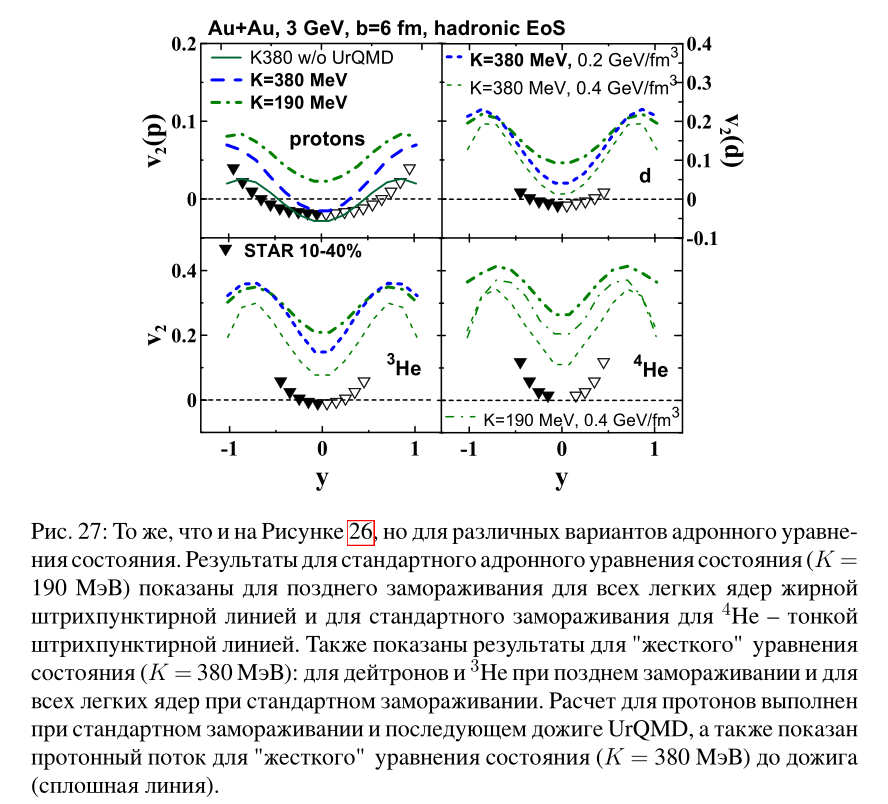 Au+Au, 3 GeV, b=6 fm, hadronic EoS
0.2
0.1
0
v₂(p)
K380 w/o UrQMD
K=380 MeV
K=190 MeV
protons
K=380 MeV, 0.2 GeV/fm³
K=380 MeV, 0.4 GeV/fm³
d
0.4
0.3
0.2
0.1
0
-0.1
v₂(d)
STAR 10-40%
0.4
0.2
0
v₂
³He
⁴He
K=190 MeV, 0.4 GeV/fm³
-1 0 1
-1 0 1
y
y
Рис. 27: То же, что и на Рисунке 26, но для различных вариантов адронного уравне-
ния состояния. Результаты для стандартного адронного уравнения состояния (K =
190 МэВ) показаны для позднего замораживания для всех легких ядер жирной
штрихпунктирной линией и для стандартного замораживания для ⁴He – тонкой
штрихпунктирной линией. Также показаны результаты для "жесткого" уравнения
состояния (K = 380 МэВ): для дейтронов и ³He при позднем замораживании и для
всех легких ядер при стандартном замораживании. Расчет для протонов выполнен
при стандартном замораживании и последующем дожиге UrQMD, а также показан
протонный поток для "жесткого" уравнения состояния (K = 380 МэВ) до дожига
(сплошная линия).